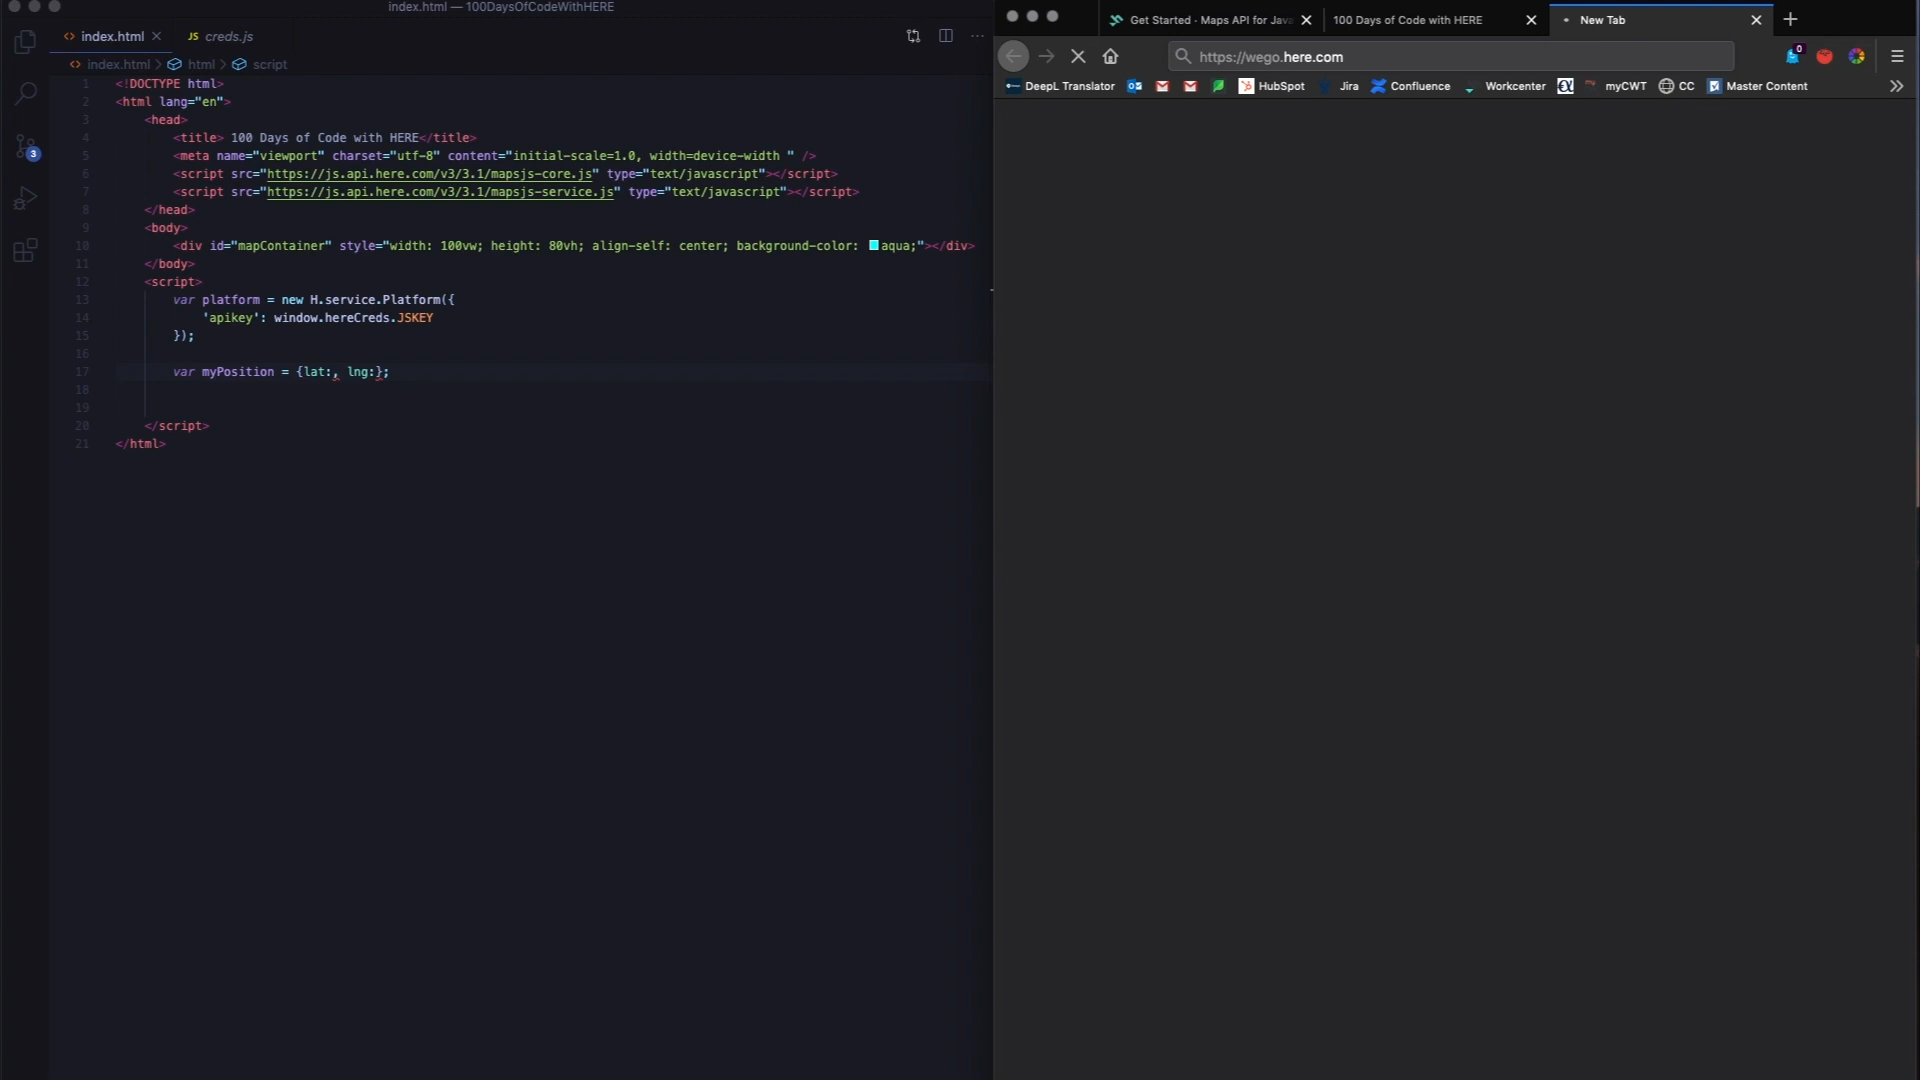 index.html — 100DaysOfCodeWithHERE
index.html
JS creds.js
index.html > html > script
3
1 <!DOCTYPE html>
2 <html lang="en">
3 <head>
4 <title> 100 Days of Code with HERE</title>
5 <meta name="viewport" charset="utf-8" content="initial-scale=1.0, width=device-width " />
6 <script src="https://js.api.here.com/v3/3.1/mapsjs-core.js" type="text/javascript"></script>
7 <script src="https://js.api.here.com/v3/3.1/mapsjs-service.js" type="text/javascript"></script>
8 </head>
9 <body>
10 <div id="mapContainer" style="width: 100vw; height: 80vh; align-self: center; background-color: aqua;"></div>
11 </body>
12 <script>
13 var platform = new H.service.Platform({
14 'apikey': window.hereCreds.JSKEY
15 });
16
17 var myPosition = {lat:, lng:};
18
19
20 </script>
21 </html>
Get Started - Maps API for Java
100 Days of Code with HERE
New Tab
https://wego.here.com
0
DeepL Translator
HubSpot
Jira
Confluence
Workcenter
myCWT
CC
Master Content